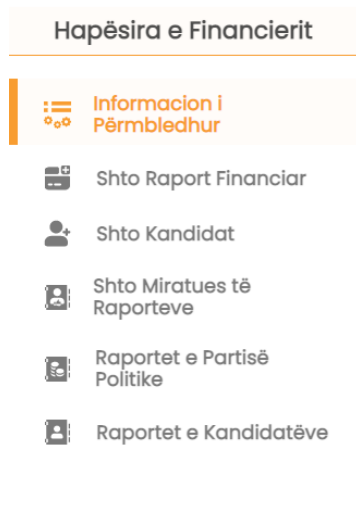 Hapësira e Financierit
Informacion i
Përmbledhur
Shto Raport Financiar
Shto Kandidat
Shto Miratues të
Raporteve
Raportet e Partisë
Politike
Raportet e Kandidatëve